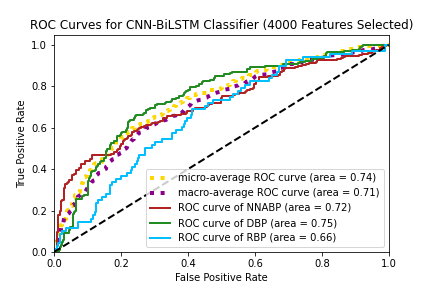 ROC Curves for CNN-BiLSTM Classifier (4000 Features Selected)
1.0
0.8
0.6
0.4
0.2
0.0
True Positive Rate
micro-average ROC curve (area = 0.74)
macro-average ROC curve (area = 0.71)
ROC curve of NNABP (area = 0.72)
ROC curve of DBP (area = 0.75)
ROC curve of RBP (area = 0.66)
0.0 0.2 0.4 0.6 0.8 1.0
False Positive Rate